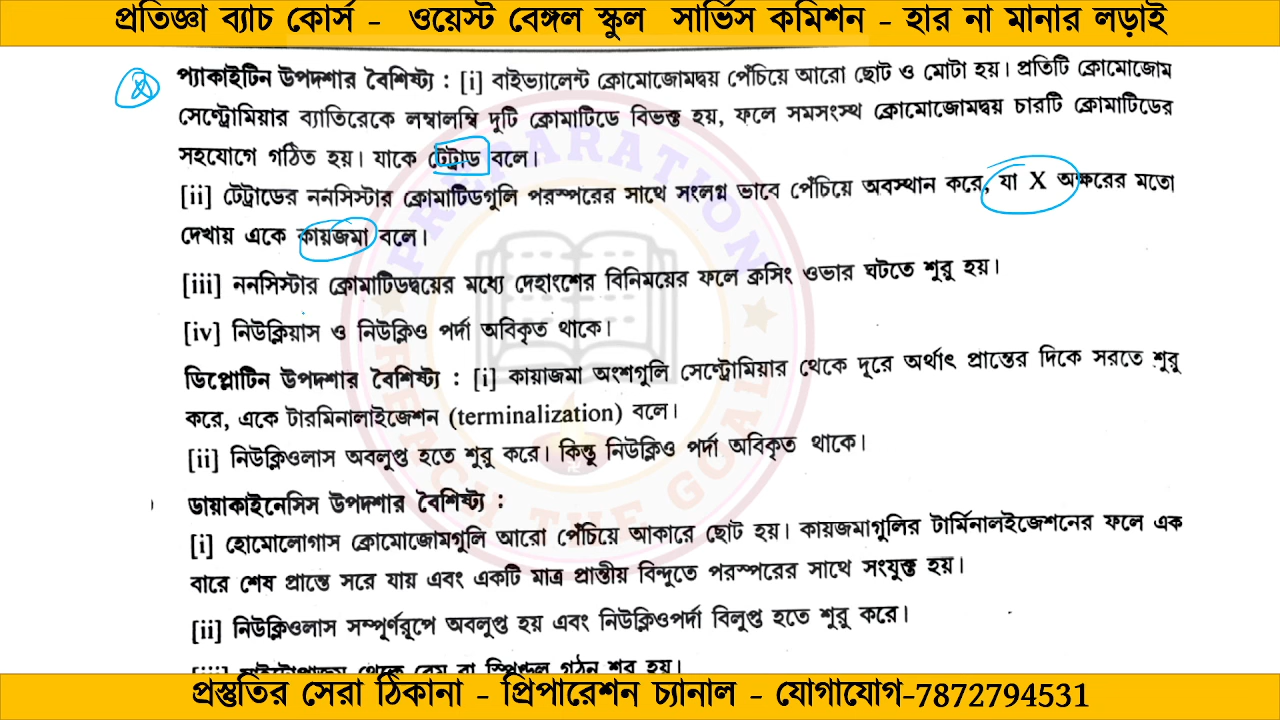 প্রতিজ্ঞা ব্যাচ কোর্স - ওয়েস্ট বেঙ্গল স্কুল সার্ভিস কমিশন - হার না মানার লড়াই
প্যাকাইটিন উপদশার বৈশিষ্ট্য : [i] বাইভ্যালেন্ট ক্রোমোজোমদ্বয় পেঁচিয়ে আরো ছোট ও মোটা হয়। প্রতিটি ক্রোমোজোম
সেন্ট্রোমিয়ার ব্যাতিরেকে লম্বালম্বি দুটি ক্রোমাটিডে বিভক্ত হয়, ফলে সমসংস্থ ক্রোমোজোমদ্বয় চারটি ক্রোমাটিডের
সহযোগে গঠিত হয়। যাকে টেট্রাড বলে।
[ii] টেট্রাডের ননসিস্টার ক্রোমাটিডগুলি পরস্পরের সাথে সংলগ্ন ভাবে পেঁচিয়ে অবস্থান করে, যা X অক্ষরের মতো
দেখায় একে কায়জমা বলে।
[iii] ননসিস্টার ক্রোমাটিডদ্বয়ের মধ্যে দেহাংশের বিনিময়ের ফলে ক্রসিং ওভার ঘটতে শুরু হয়।
[iv] নিউক্লিয়াস ও নিউক্লিও পর্দা অবিকৃত থাকে।
ডিপ্লোটিন উপদশার বৈশিষ্ট্য : [i] কায়াজমা অংশগুলি সেন্ট্রোমিয়ার থেকে দূরে অর্থাৎ প্রান্তের দিকে সরতে শুরু
করে, একে টারমিনালাইজেশন (terminalization) বলে।
[ii] নিউক্লিওলাস অবলুপ্ত হতে শুরু করে। কিন্তু নিউক্লিও পর্দা অবিকৃত থাকে।
ডায়াকাইনেসিস উপদশার বৈশিষ্ট্য :
[i] হোমোলোগাস ক্রোমোজোমগুলি আরো পেঁচিয়ে আকারে ছোট হয়। কায়জমাগুলির টার্মিনালইজেশনের ফলে এক
বারে শেষ প্রান্তে সরে যায় এবং একটি মাত্র প্রান্তীয় বিন্দুতে পরস্পরের সাথে সংযুক্ত হয়।
[ii] নিউক্লিওলাস সম্পূর্ণরূপে অবলুপ্ত হয় এবং নিউক্লিওপর্দা বিলুপ্ত হতে শুরু করে।
PREPARATION
REACH THE GOAL
প্রস্তুতির সেরা ঠিকানা - প্রিপারেশন চ্যানাল - যোগাযোগ-7872794531